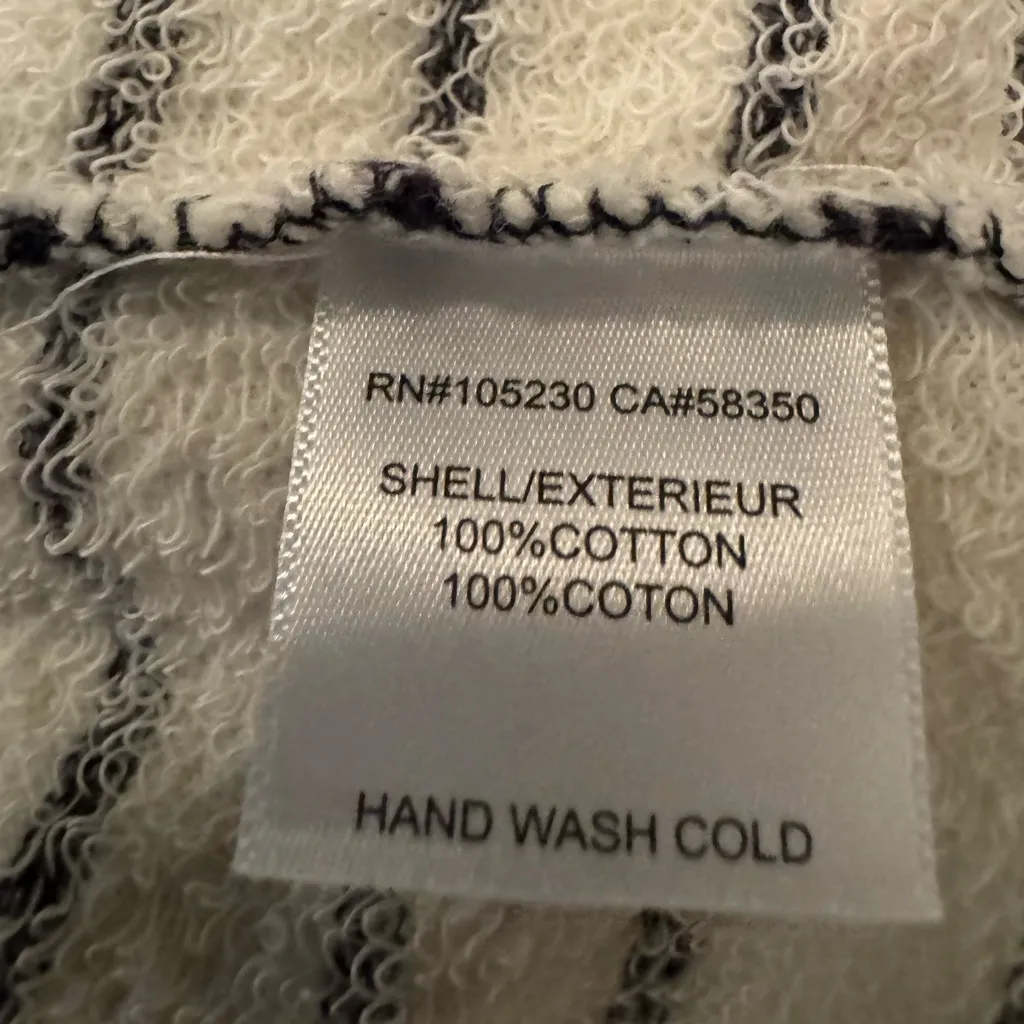 RN#105230 CA#58350
SHELL/EXTERIEUR
100%COTTON
100%COTON
HAND WASH COLD